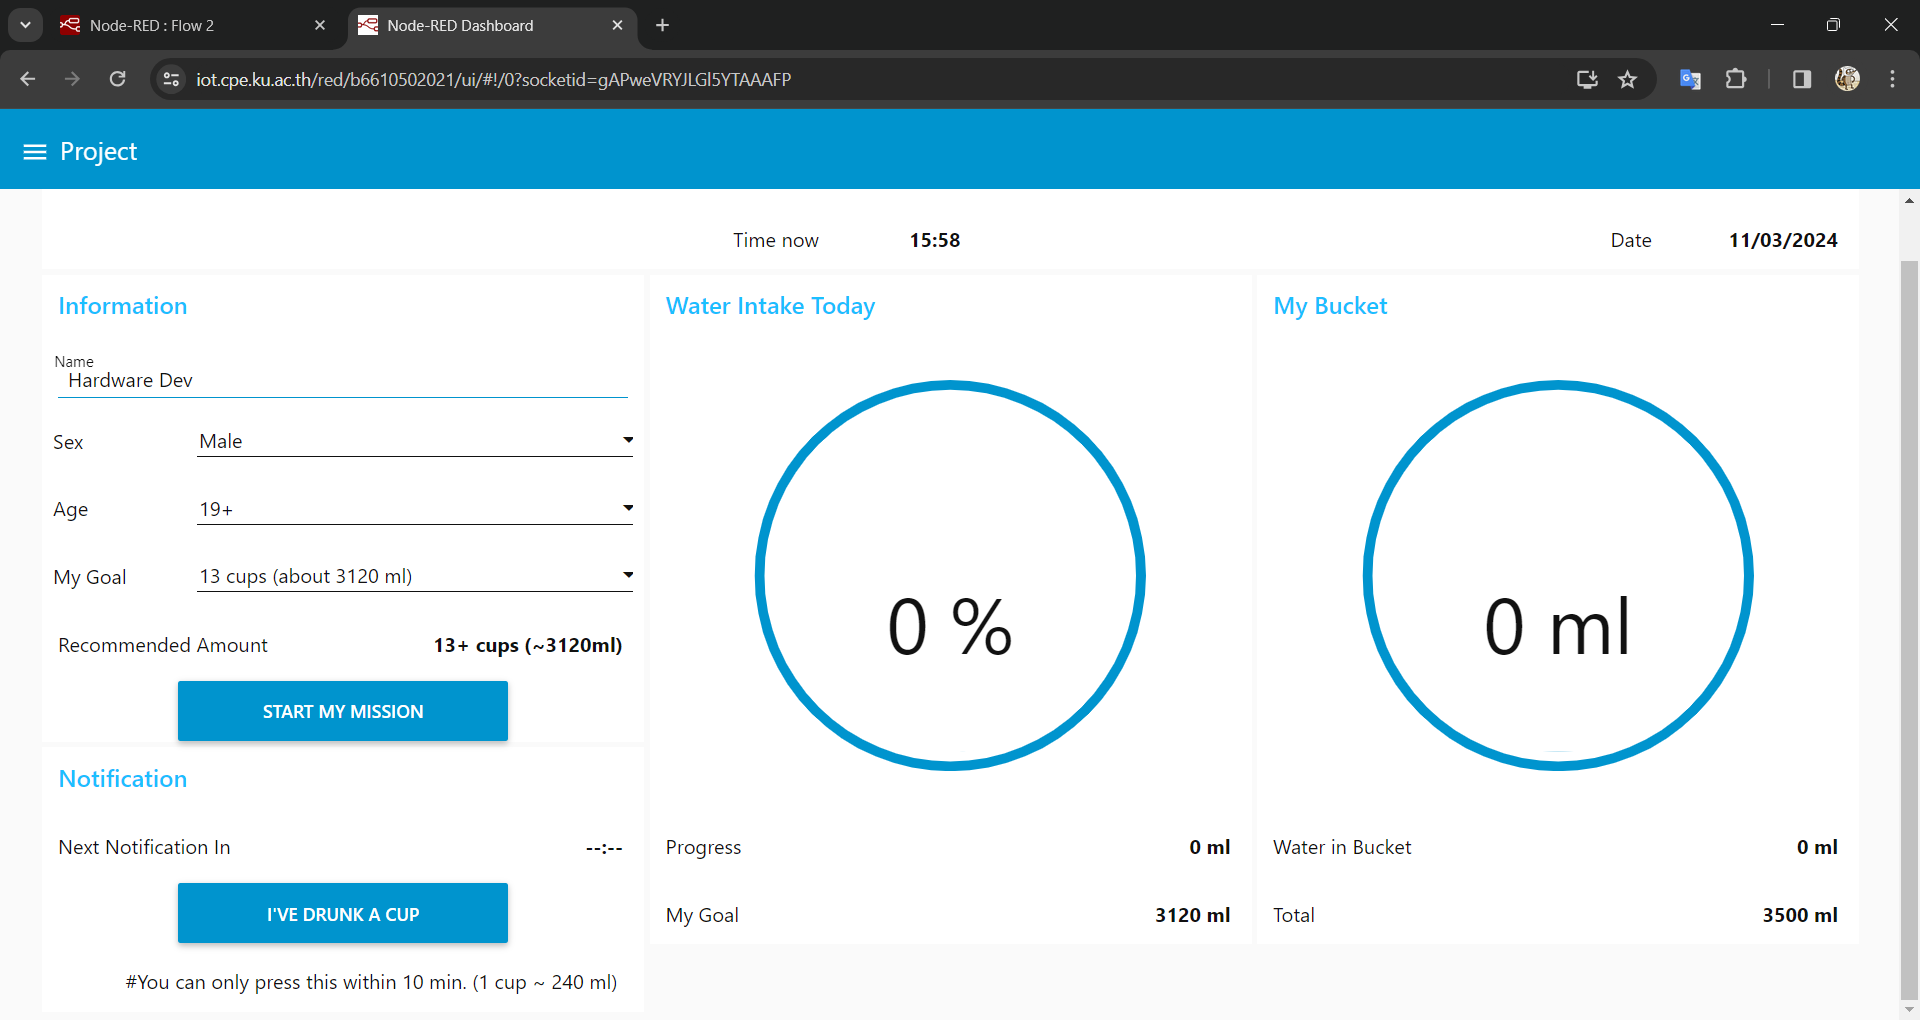 Node-RED : Flow 2
Node-RED Dashboard
iot.cpe.ku.ac.th/red/b6610502021/ui/#!/0?socketid=gAPweVRYJLGl5YTAAAFP
Project
Time now 15:58 Date 11/03/2024
Information
Name
Hardware Dev
Sex Male
Age 19+
My Goal 13 cups (about 3120 ml)
Recommended Amount 13+ cups (~3120ml)
START MY MISSION
Notification
Next Notification In --:--
I'VE DRUNK A CUP
#You can only press this within 10 min. (1 cup ~ 240 ml)
Water Intake Today
0 %
Progress 0 ml
My Goal 3120 ml
My Bucket
0 ml
Water in Bucket 0 ml
Total 3500 ml